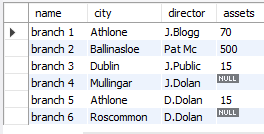 name city director assets
branch 1 Athlone J.Blogg 70
branch 2 Ballinasloe Pat Mc 500
branch 3 Dublin J.Public 15
branch 4 Mullingar J.Dolan NULL
branch 5 Athlone D.Dolan 15
branch 6 Roscommon D.Dolan NULL